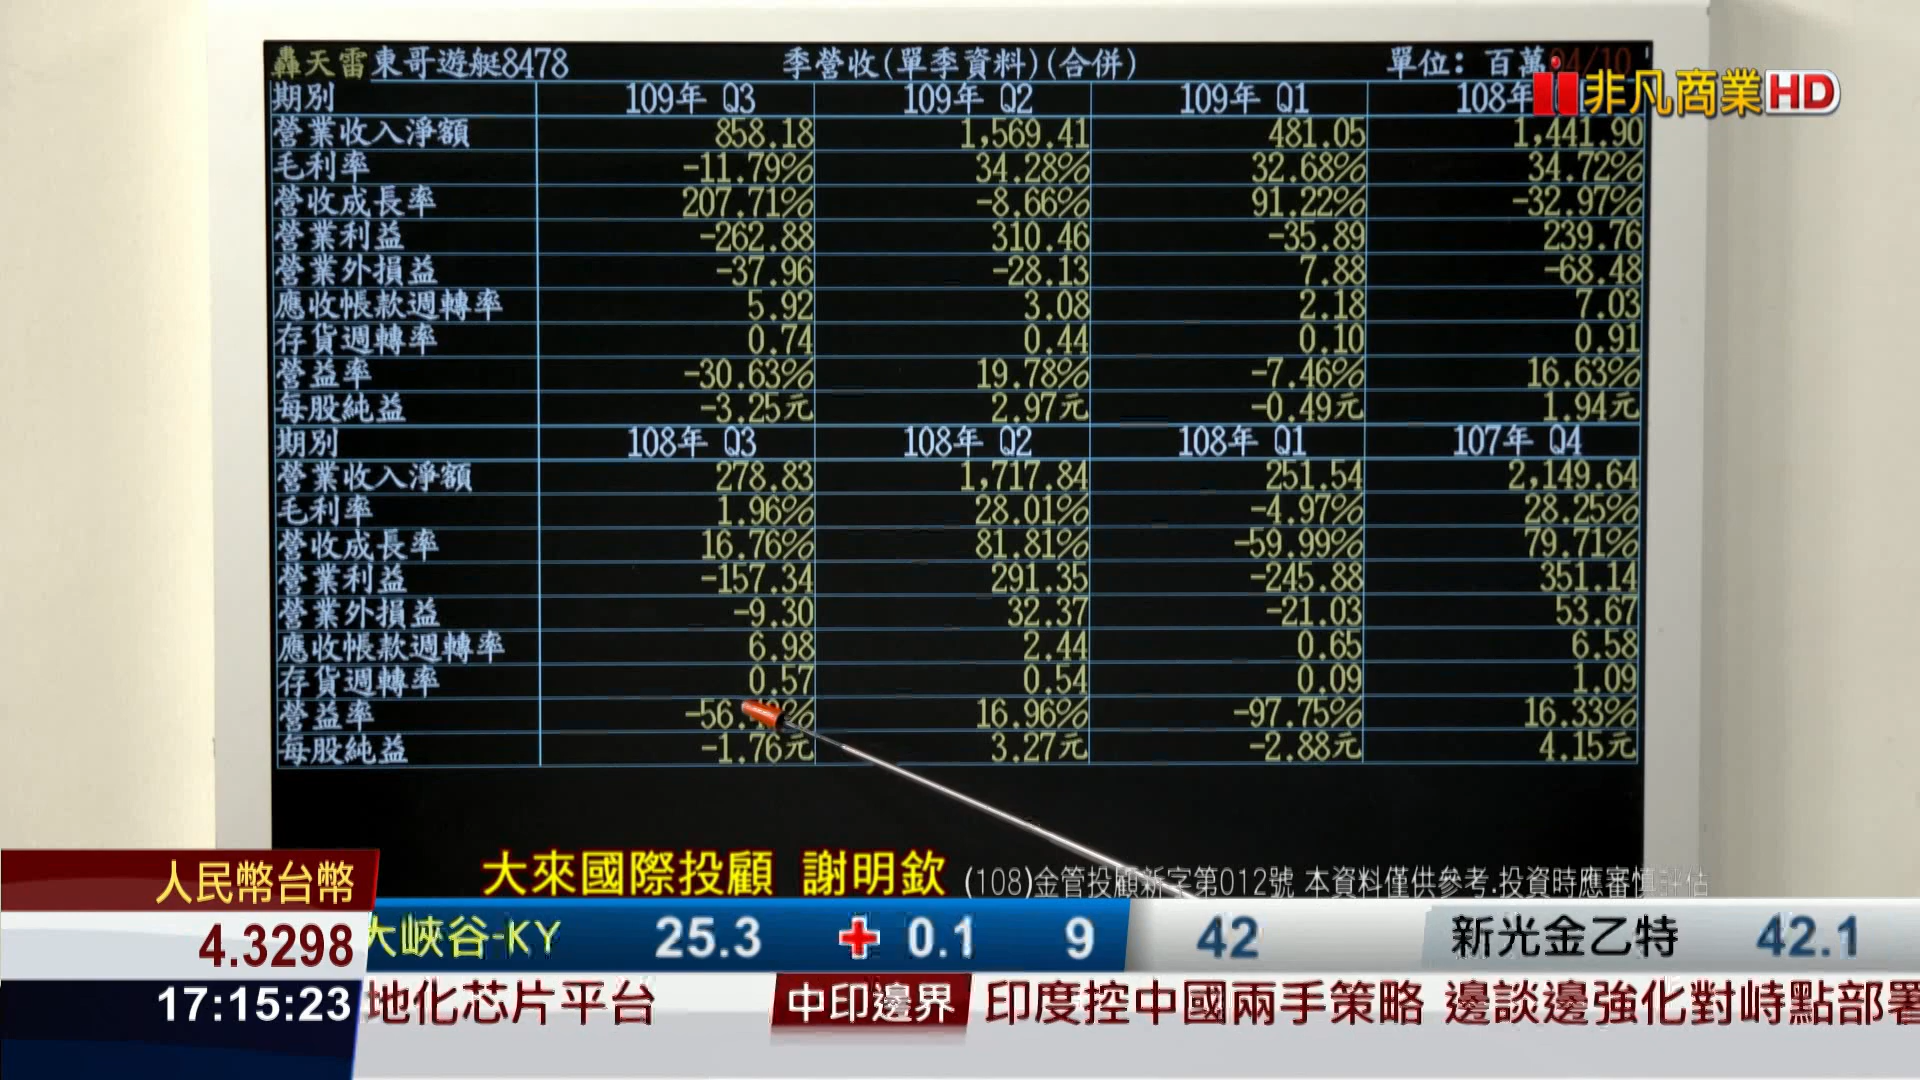 轟天雷 東哥遊艇8478 季營收(單季資料)(合併) 單位：百萬
非凡商業HD
期別 109年 Q3 109年 Q2 109年 Q1 108年
營業收入淨額 858.18 1,569.41 481.05 1,441.90
毛利率 -11.79% 34.28% 32.68% 34.72%
營收成長率 207.71% -8.66% 91.22% -32.97%
營業利益 -262.88 310.46 -35.89 239.76
營業外損益 -37.96 -28.13 7.88 -68.48
應收帳款週轉率 5.92 3.08 2.18 7.03
存貨週轉率 0.74 0.44 0.10 0.91
營益率 -30.63% 19.78% -7.46% 16.63%
每股純益 -3.25元 2.97元 -0.49元 1.94元
期別 108年 Q3 108年 Q2 108年 Q1 107年 Q4
營業收入淨額 278.83 1,717.84 251.54 2,149.64
毛利率 1.96% 28.01% -4.97% 28.25%
營收成長率 16.76% 81.81% -59.99% 79.71%
營業利益 -157.34 291.35 -245.88 351.14
營業外損益 -9.30 32.37 -21.03 53.67
應收帳款週轉率 6.98 2.44 0.65 6.58
存貨週轉率 0.57 0.54 0.09 1.09
營益率 16.96% -97.75% 16.33%
每股純益 -1.76元 3.27元 -2.88元 4.15元
大來國際投顧 謝明欽 (108)金管投顧新字第012號 本資料僅供參考.投資時應審慎評估
人民幣台幣
4.3298
大峽谷-KY 25.3 + 0.1 9 42 新光金乙特 42.1
17:15:23
地化芯片平台 中印邊界 印度控中國兩手策略 邊談邊強化對峙點部署